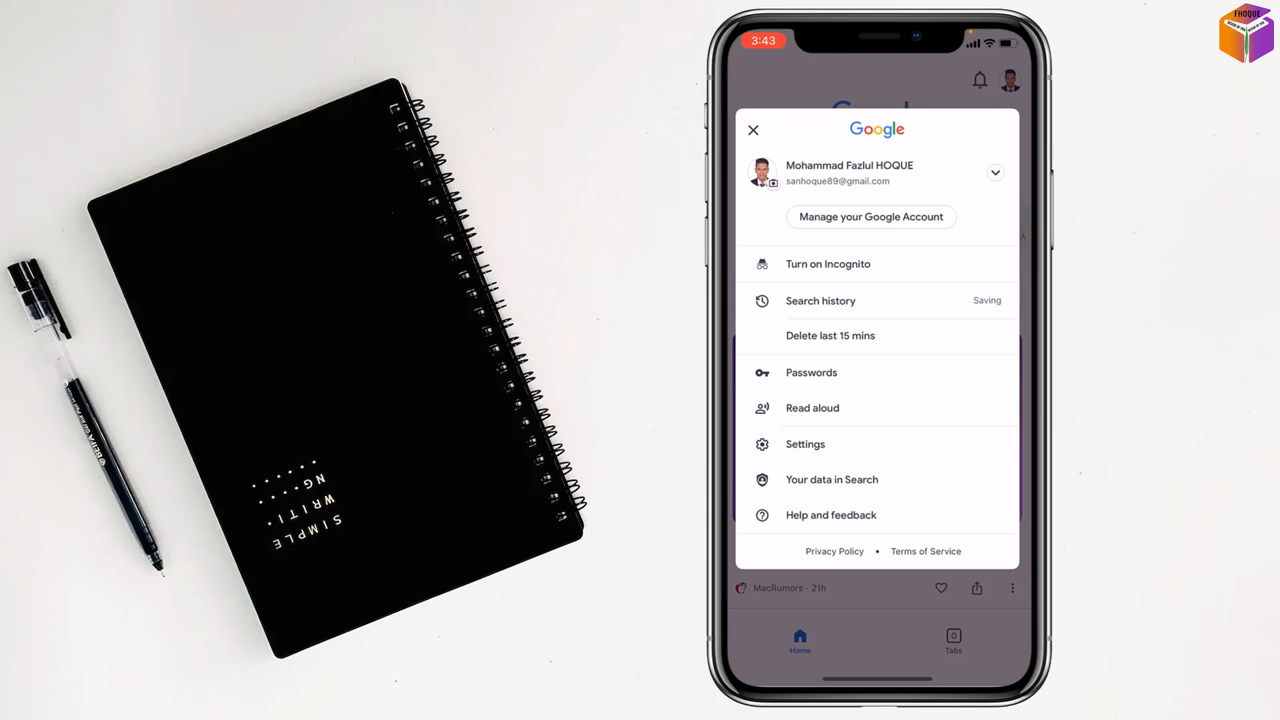 FHOQUE
3:43
Google
Mohammad Fazlul HOQUE
sanhoque89@gmail.com
Manage your Google Account
Turn on Incognito
Search history Saving
Delete last 15 mins
Passwords
Read aloud
Settings
Your data in Search
Help and feedback
Privacy Policy • Terms of Service
MacRumors · 21h
0
Home Tabs
SIMPLE
WRITI
NG